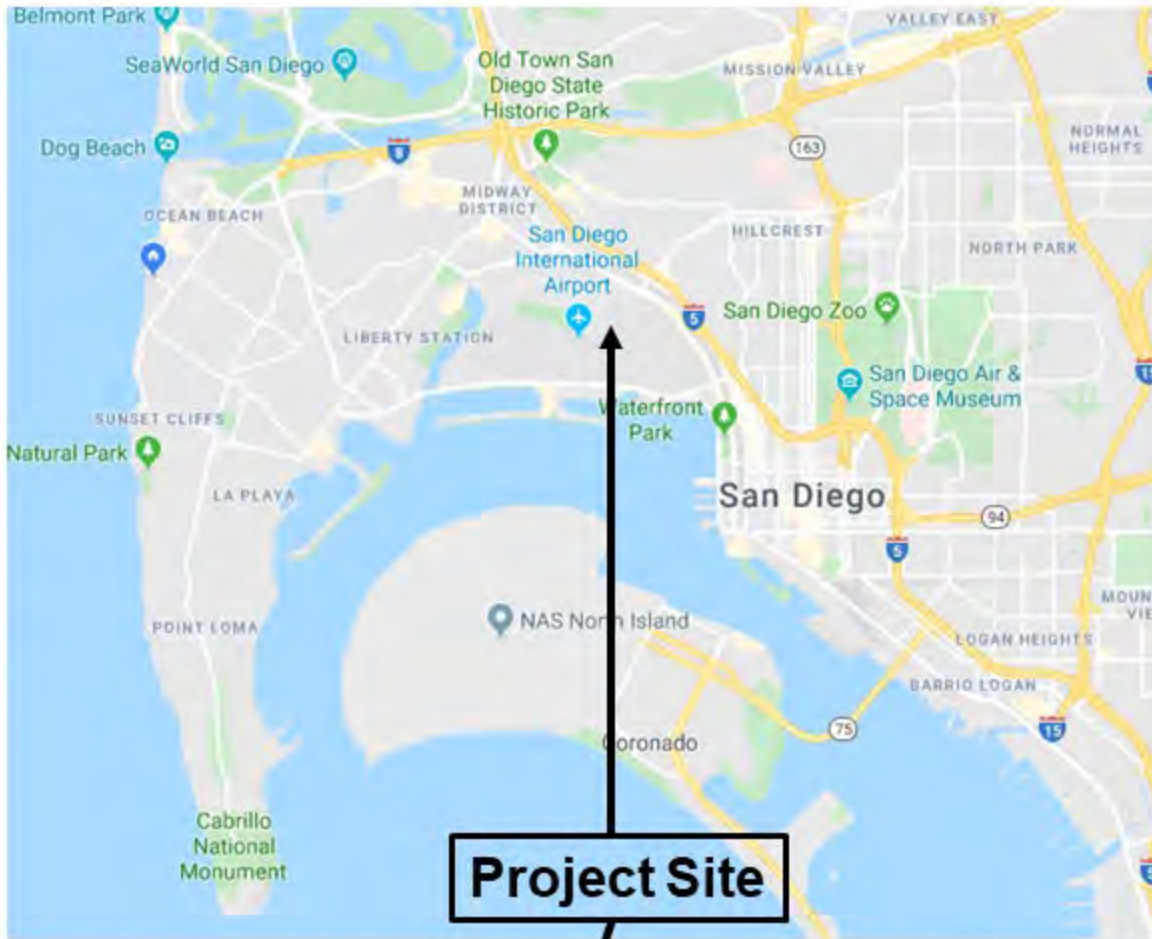 Belmont Park
SeaWorld San Diego
Old Town San
Diego State
Historic Park
VALLEY EAST
MISSION VALLEY
Dog Beach
8
163
NORMAL
HEIGHTS
OCEAN BEACH
MIDWAY
DISTRICT
San Diego
International
Airport
HILLCREST
NORTH PARK
LIBERTY STATION
5
San Diego Zoo
San Diego Air &
Space Museum
SUNSET CLIFFS
Natural Park
Waterfront
Park
LA PLAYA
San Diego
94
5
POINT LOMA
NAS North Island
LOGAN HEIGHTS
BARRIO LOGAN
75
15
Coronado
Cabrillo
National
Monument
Project Site